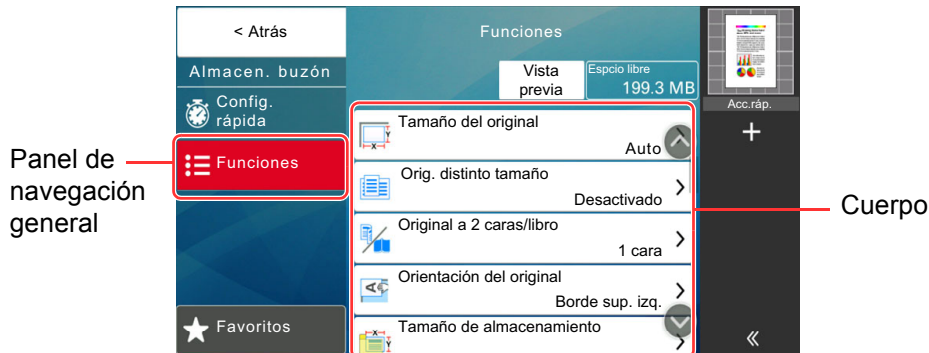 < Atrás
Funciones
Almacen. buzón
Vista
previa
Espcio libre
199.3 MB
Acc.ráp.
Config.
rápida
Tamaño del original
Auto
Panel de
navegación
general
Funciones
Orig. distinto tamaño
Desactivado
Cuerpo
Original a 2 caras/libro
1 cara
Orientación del original
Borde sup. izq.
Favoritos
Tamaño de almacenamiento